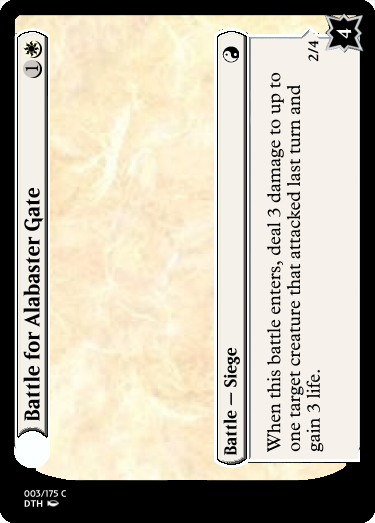 Battle for Alabaster Gate 1
Battle — Siege
When this battle enters, deal 3 damage to up to
one target creature that attacked last turn and
gain 3 life.
2/4
4
003/175 C
DTH